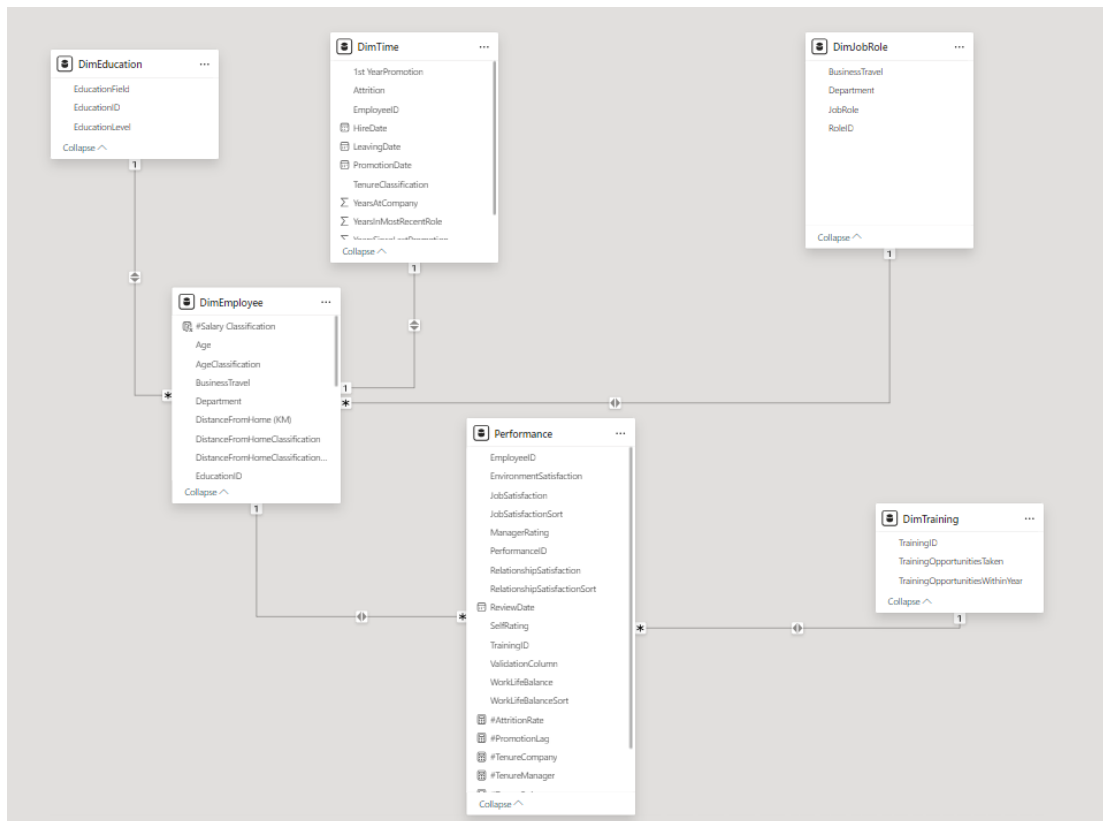 DimEducation
...
EducationField
EducationID
EducationLevel
Collapse
1
DimTime
...
1st YearPromotion
Attrition
EmployeeID
HireDate
LeavingDate
PromotionDate
TenureClassification
YearsAtCompany
YearsInMostRecentRole
Collapse
1
DimJobRole
...
BusinessTravel
Department
JobRole
RoleID
Collapse
1
DimEmployee
...
#Salary Classification
Age
AgeClassification
BusinessTravel
Department
DistanceFromHome (KM)
DistanceFromHomeClassification
DistanceFromHomeClassification...
EducationID
Collapse
*
1
*
1
Performance
...
EmployeeID
EnvironmentSatisfaction
JobSatisfaction
JobSatisfactionSort
ManagerRating
PerformanceID
RelationshipSatisfaction
RelationshipSatisfactionSort
ReviewDate
SelfRating
TrainingID
ValidationColumn
WorkLifeBalance
WorkLifeBalanceSort
#AttritionRate
#PromotionLag
#TenureCompany
#TenureManager
Collapse
*
*
DimTraining
...
TrainingID
TrainingOpportunitiesTaken
TrainingOpportunitiesWithinYear
Collapse
1